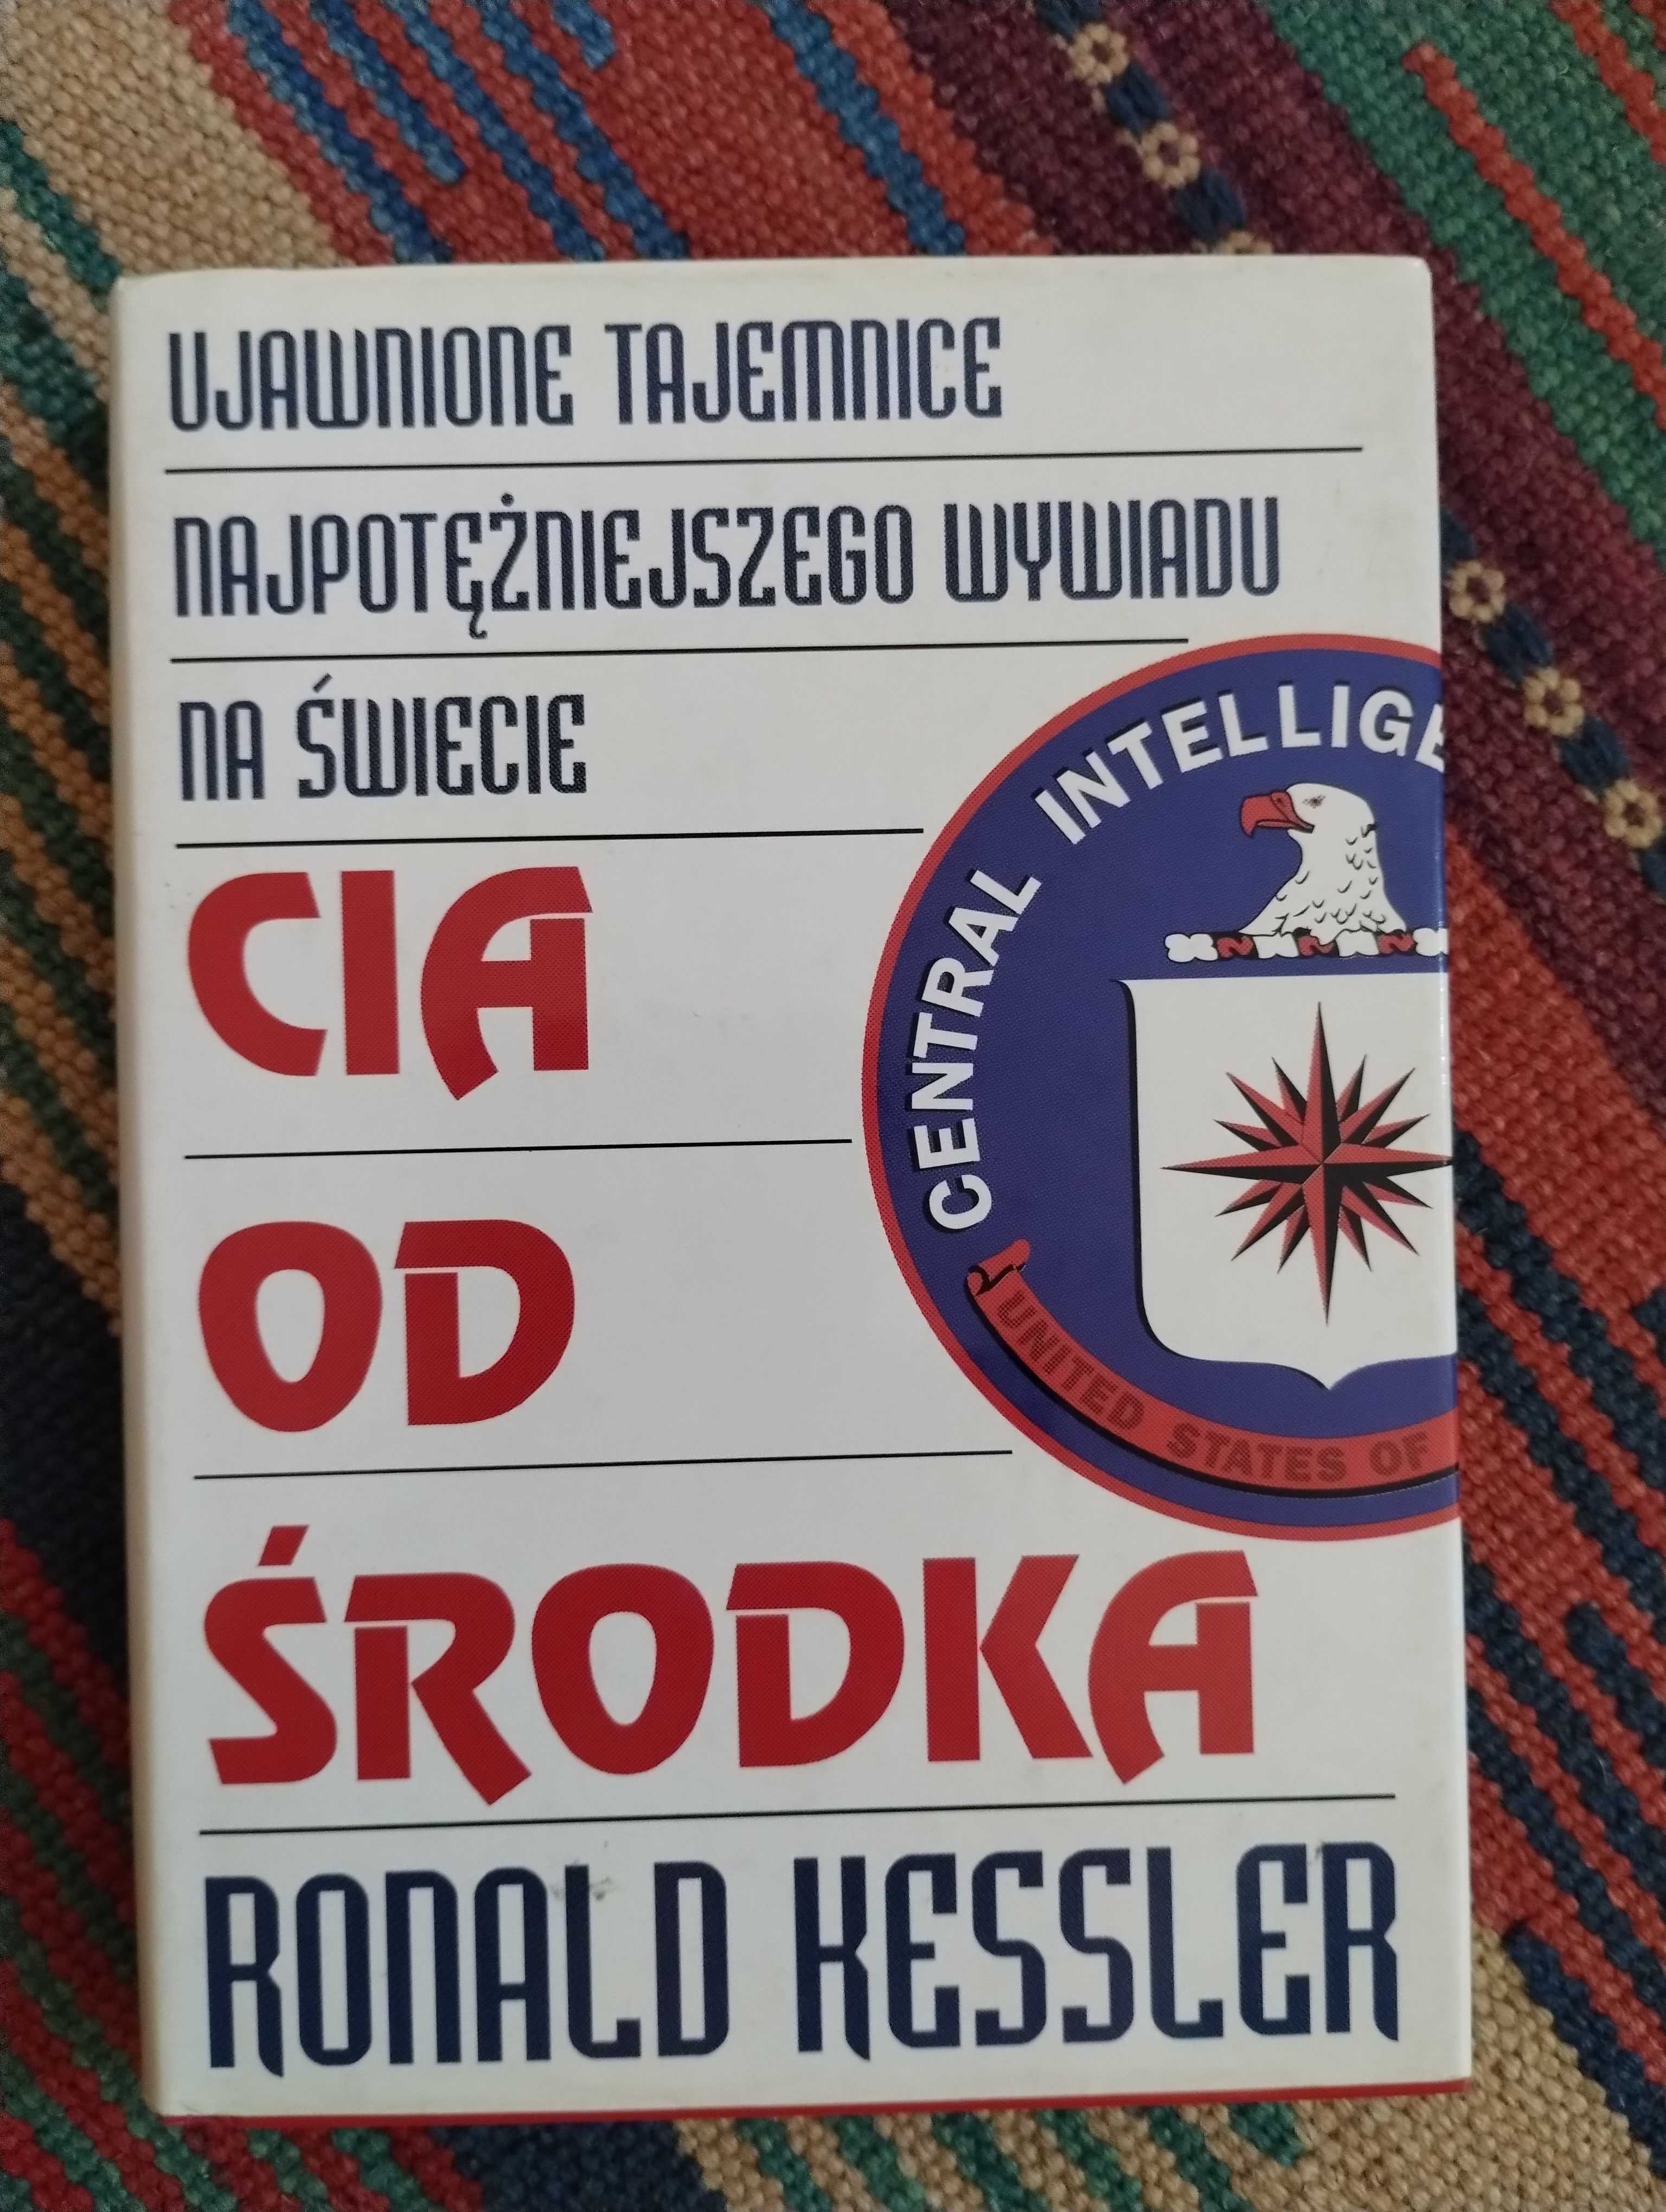 UJAWNIONE TAJEMNICE
NAJPOTĘŻNIEJSZEGO WYWIADU
NA ŚWIECIE
CIA
OD
ŚRODKA
CENTRAL INTELLIGE
UNITED STATES OF
RONALD KESSLER